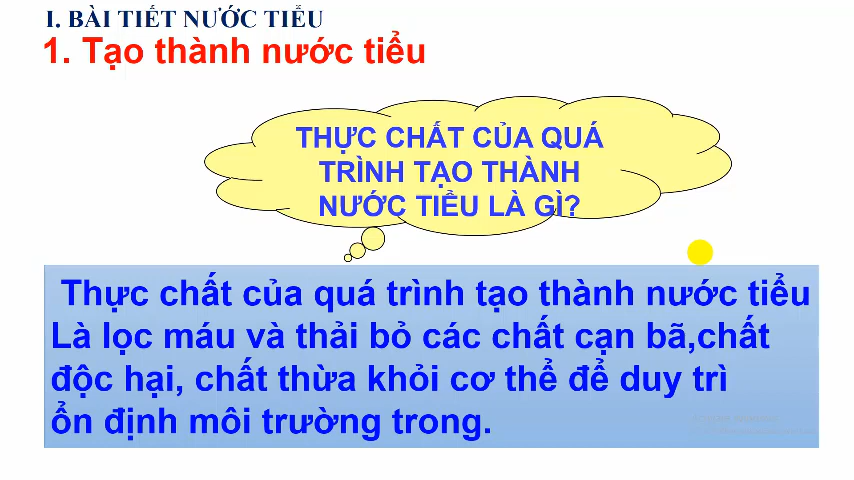 I. BÀI TIẾT NƯỚC TIỂU
1. Tạo thành nước tiểu
THỰC CHẤT CỦA QUÁ
TRÌNH TẠO THÀNH
NƯỚC TIỂU LÀ GÌ?
Thực chất của quá trình tạo thành nước tiểu
Là lọc máu và thải bỏ các chất cạn bã,chất
độc hại, chất thừa khỏi cơ thể để duy trì
ổn định môi trường trong.